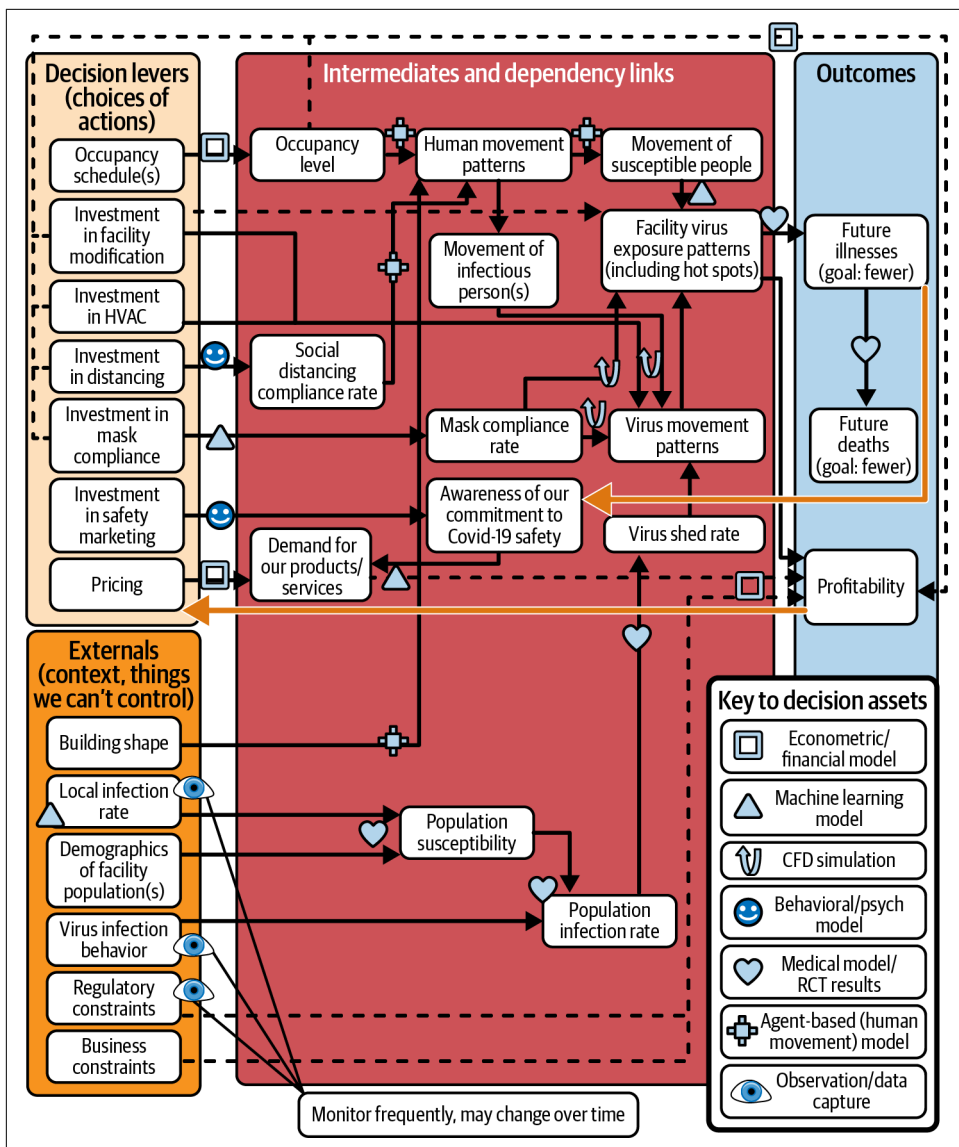 Decision levers
(choices of
actions)
Occupancy
schedule(s)
Investment
in facility
modification
Investment
in HVAC
Investment
in distancing
Investment in
mask
compliance
Investment
in safety
marketing
Pricing
Externals
(context, things
we can't control)
Building shape
Local infection
rate
Demographics
of facility
population(s)
Virus infection
behavior
Regulatory
constraints
Business
constraints
Intermediates and dependency links
Occupancy
level
Human movement
patterns
Movement of
susceptible people
Movement of
infectious
person(s)
Facility virus
exposure patterns
(including hot spots)
Social
distancing
compliance rate
Mask compliance
rate
Virus movement
patterns
Awareness of our
commitment to
Covid-19 safety
Virus shed rate
Demand for
our products/
services
Population
susceptibility
Population
infection rate
Monitor frequently, may change over time
Outcomes
Future
illnesses
(goal: fewer)
Future
deaths
(goal: fewer)
Profitability
Key to decision assets
Econometric/
financial model
Machine learning
model
CFD simulation
Behavioral/psych
model
Medical model/
RCT results
Agent-based (human
movement) model
Observation/data
capture